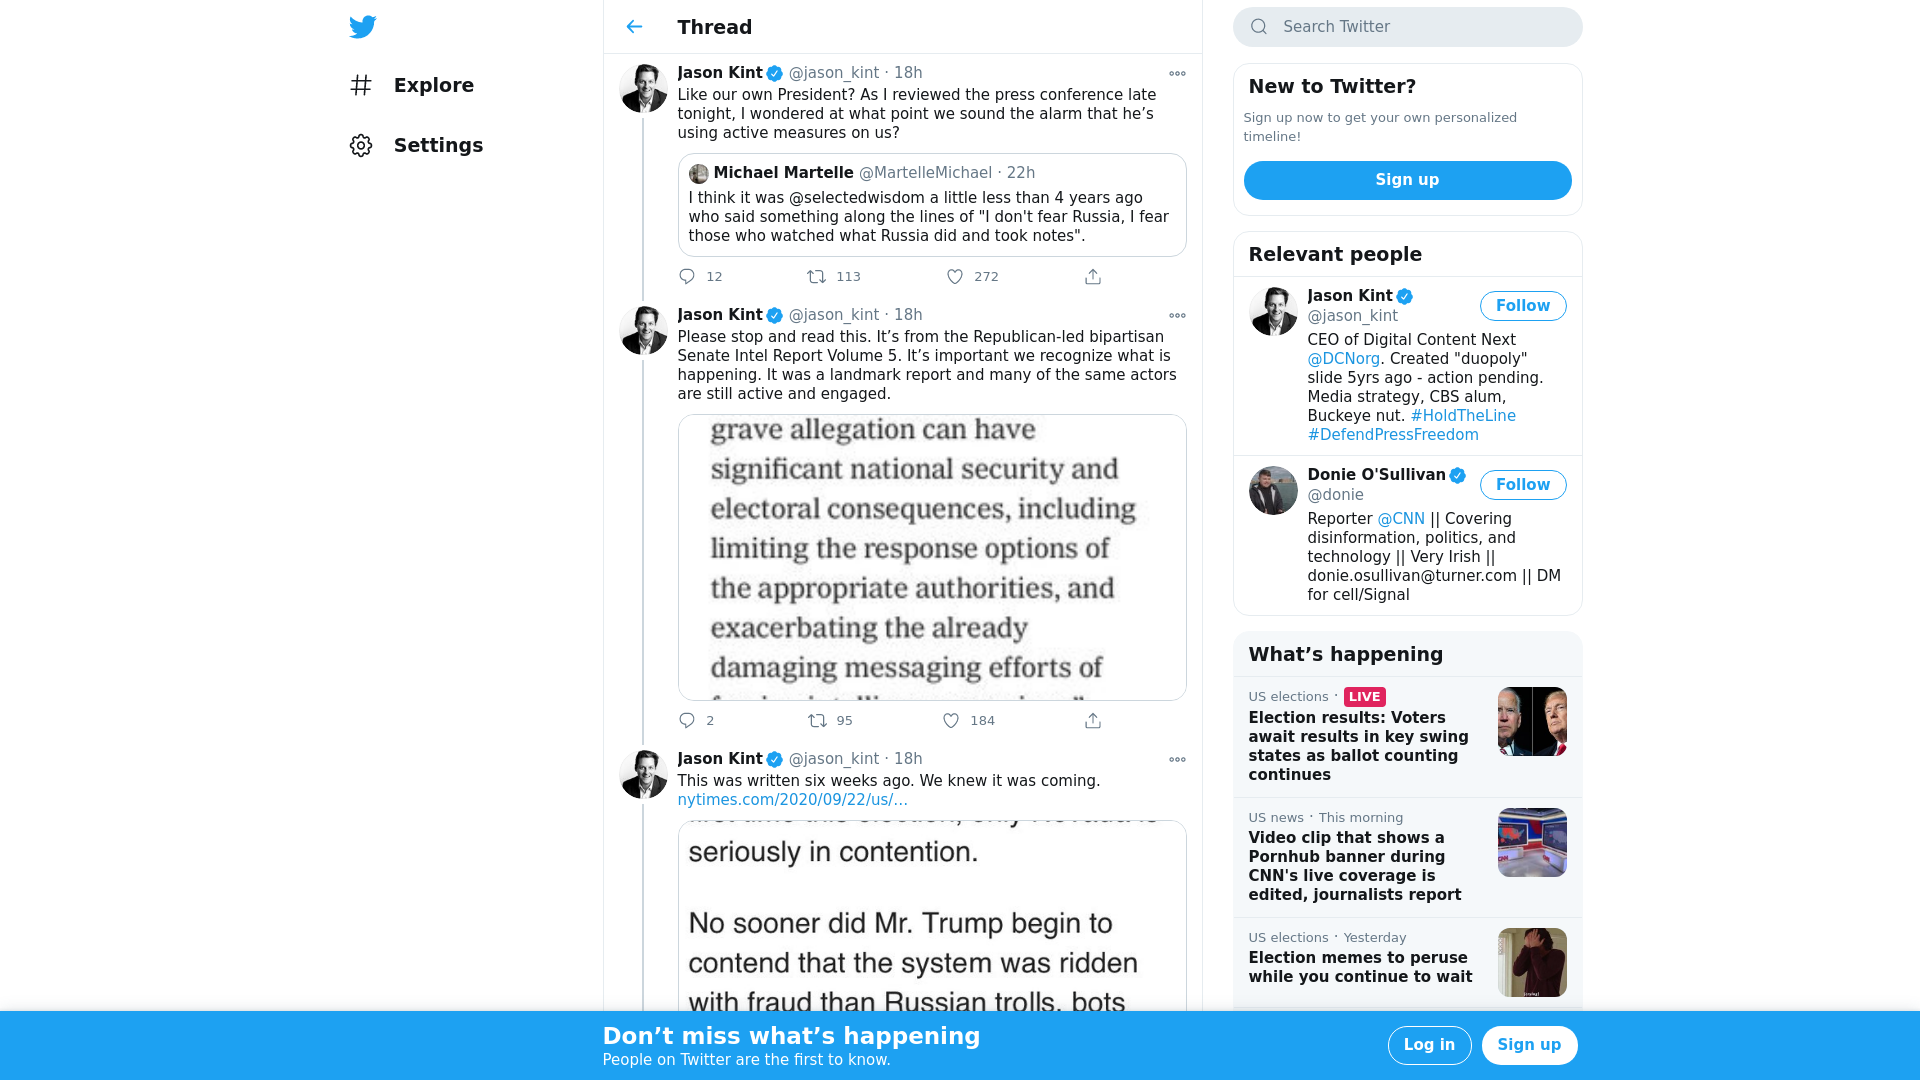 Explore
Settings
Thread
Jason Kint @jason_kint · 18h
Like our own President? As I reviewed the press conference late
tonight, I wondered at what point we sound the alarm that he’s
using active measures on us?
Michael Martelle @MartelleMichael · 22h
I think it was @selectedwisdom a little less than 4 years ago
who said something along the lines of "I don't fear Russia, I fear
those who watched what Russia did and took notes".
12 113 272
Jason Kint @jason_kint · 18h
Please stop and read this. It’s from the Republican-led bipartisan
Senate Intel Report Volume 5. It’s important we recognize what is
happening. It was a landmark report and many of the same actors
are still active and engaged.
grave allegation can have
significant national security and
electoral consequences, including
limiting the response options of
the appropriate authorities, and
exacerbating the already
damaging messaging efforts of
2 95 184
Jason Kint @jason_kint · 18h
This was written six weeks ago. We knew it was coming.
nytimes.com/2020/09/22/us/…
seriously in contention.
No sooner did Mr. Trump begin to
contend that the system was ridden
with fraud than Russian trolls, bots
Search Twitter
New to Twitter?
Sign up now to get your own personalized
timeline!
Sign up
Relevant people
Jason Kint
@jason_kint
Follow
CEO of Digital Content Next
@DCNorg. Created "duopoly"
slide 5yrs ago - action pending.
Media strategy, CBS alum,
Buckeye nut. #HoldTheLine
#DefendPressFreedom
Donie O'Sullivan
@donie
Follow
Reporter @CNN || Covering
disinformation, politics, and
technology || Very Irish ||
donie.osullivan@turner.com || DM
for cell/Signal
What’s happening
US elections · LIVE
Election results: Voters
await results in key swing
states as ballot counting
continues
US news · This morning
Video clip that shows a
Pornhub banner during
CNN's live coverage is
edited, journalists report
US elections · Yesterday
Election memes to peruse
while you continue to wait
Don’t miss what’s happening
People on Twitter are the first to know.
Log in
Sign up